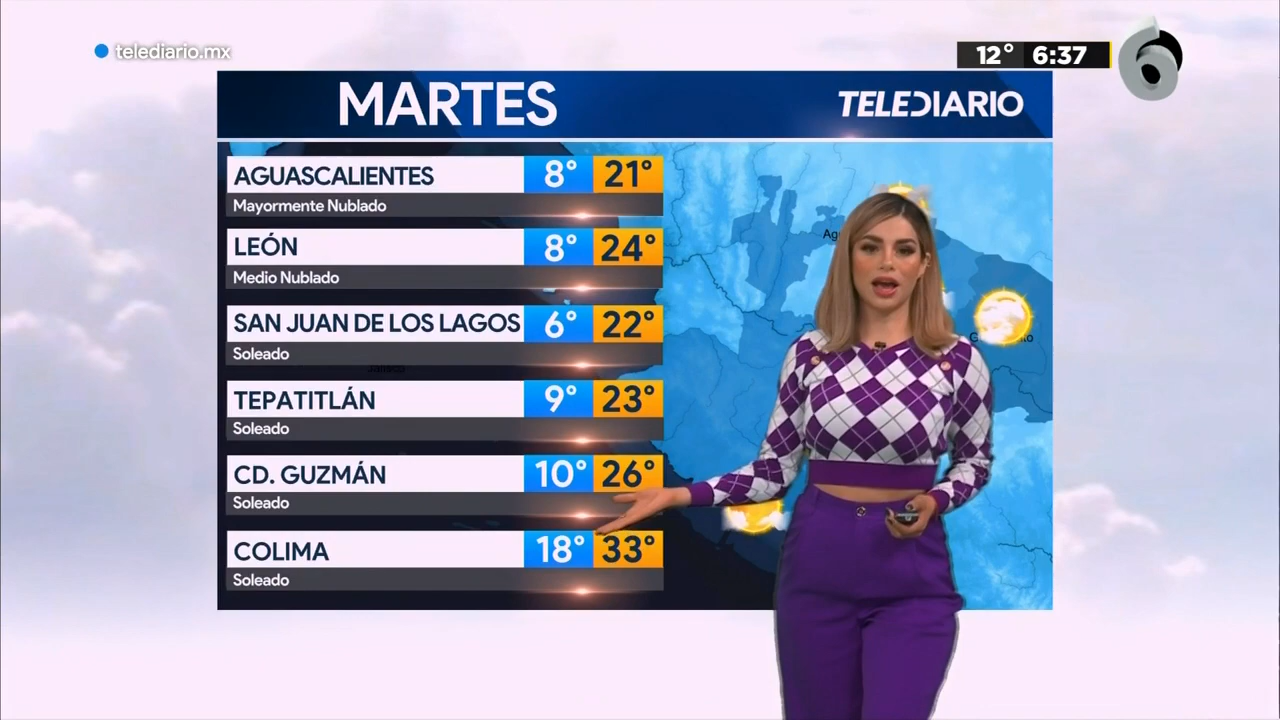 telediario.mx
12° 6:37
6
MARTES
TELEDIARIO
AGUASCALIENTES 8° 21°
Mayormente Nublado
LEÓN 8° 24°
Medio Nublado
SAN JUAN DE LOS LAGOS 6° 22°
Soleado
TEPATITLÁN 9° 23°
Soleado
CD. GUZMÁN 10° 26°
Soleado
COLIMA 18° 33°
Soleado